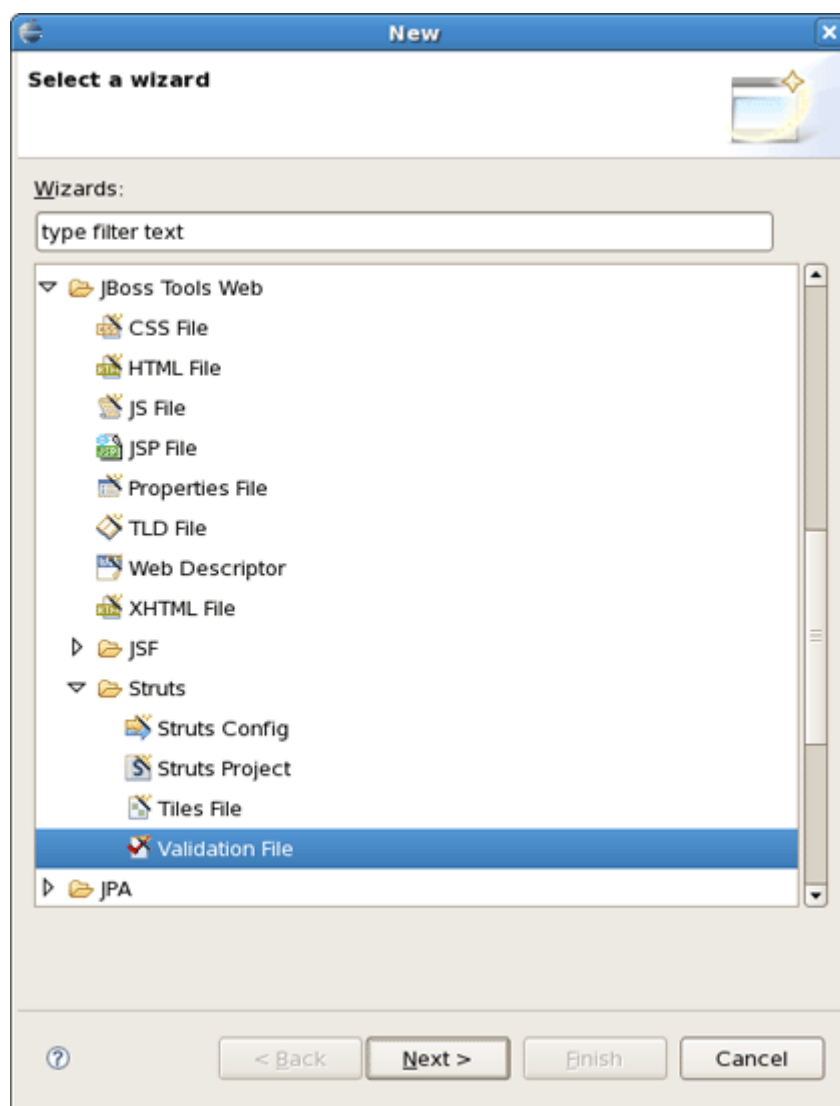 New
Select a wizard
Wizards:
type filter text
JBoss Tools Web
CSS File
HTML File
JS File
JSP File
Properties File
TLD File
Web Descriptor
XHTML File
JSF
Struts
Struts Config
Struts Project
Tiles File
Validation File
JPA
< Back Next > Finish Cancel